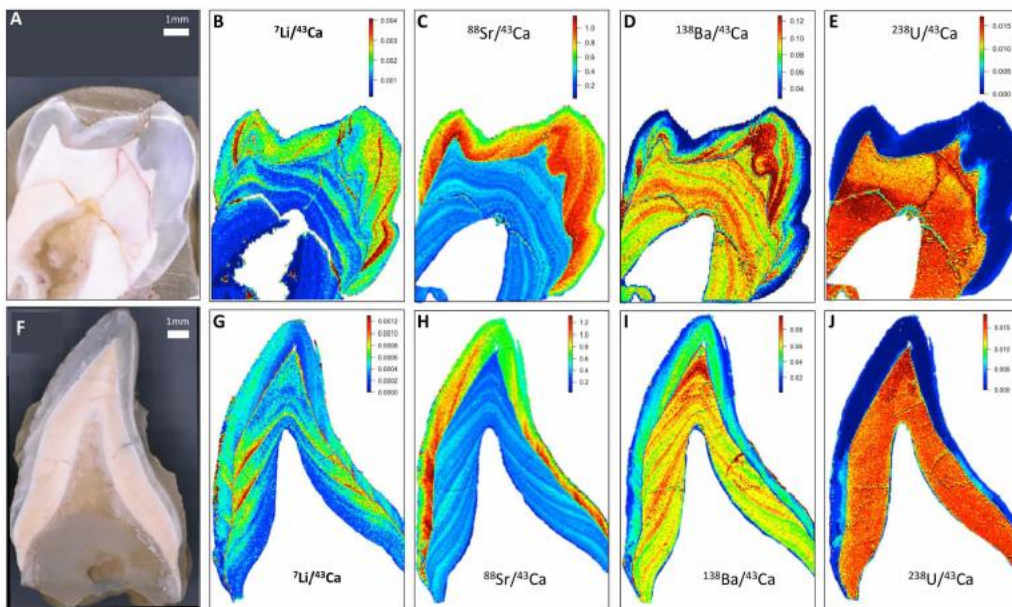 A
1mm
B
⁷Li/⁴³Ca
0.004
0.003
0.002
0.001
C
⁸⁸Sr/⁴³Ca
1.0
0.8
0.6
0.4
0.2
D
¹³⁸Ba/⁴³Ca
0.12
0.10
0.08
0.06
0.04
E
²³⁸U/⁴³Ca
0.015
0.010
0.005
0.000
F
1mm
G
0.0012
0.0010
0.0008
0.0006
0.0004
0.0002
0.0000
⁷Li/⁴³Ca
H
1.2
1.0
0.8
0.6
0.4
0.2
⁸⁸Sr/⁴³Ca
I
0.08
0.06
0.04
0.02
¹³⁸Ba/⁴³Ca
J
0.015
0.010
0.005
0.000
²³⁸U/⁴³Ca